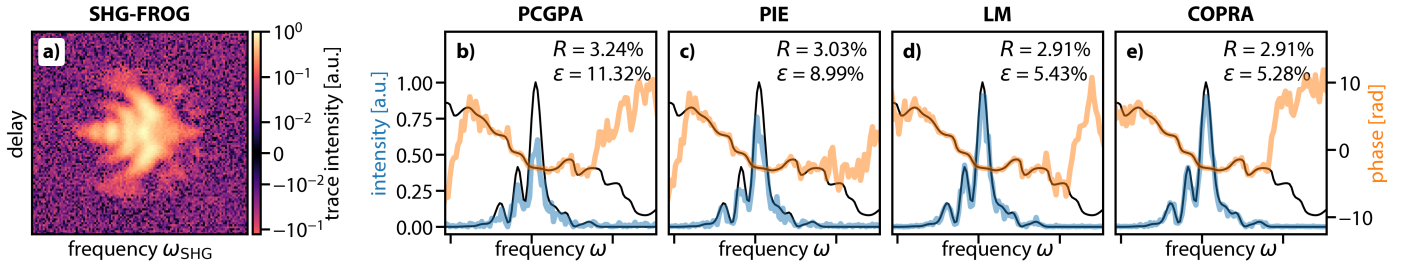 SHG-FROG
a)
delay
frequency ω_SHG
10^0
10^-1
10^-2
0
−10^-2
−10^-1
trace intensity [a.u.]
PCGPA
b)
R = 3.24%
ε = 11.32%
intensity [a.u.]
1.00
0.75
0.50
0.25
0.00
frequency ω
PIE
c)
R = 3.03%
ε = 8.99%
frequency ω
LM
d)
R = 2.91%
ε = 5.43%
frequency ω
COPRA
e)
R = 2.91%
ε = 5.28%
frequency ω
10
0
−10
phase [rad]